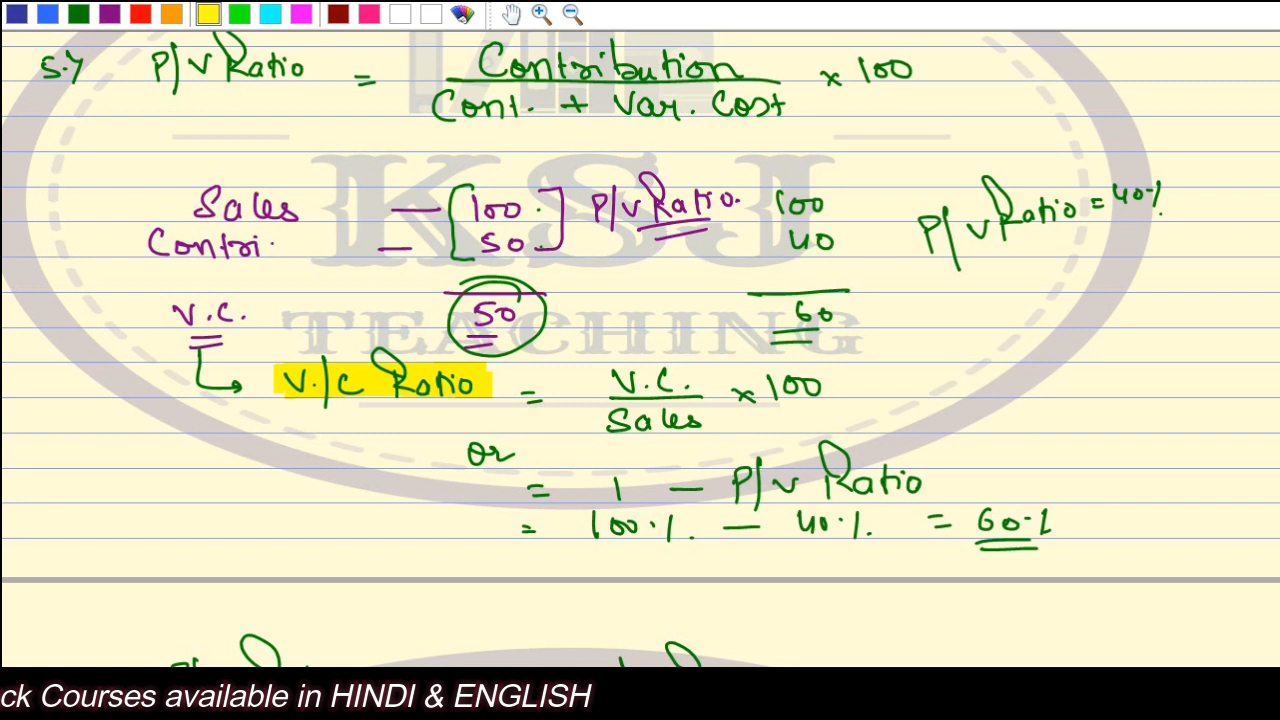 5.7 P/V Ratio = Contribution / Cont. + Var. Cost × 100
Sales — [100.] P/V Ratio. 100 P/V Ratio = 40%
Contri. — [50.] 40
V.C. 50 60
V./C Ratio = V.C. / Sales × 100
or
= 1 — P/V Ratio
= 100% — 40% = 60%
KSJ
TEACHING
ck Courses available in HINDI & ENGLISH